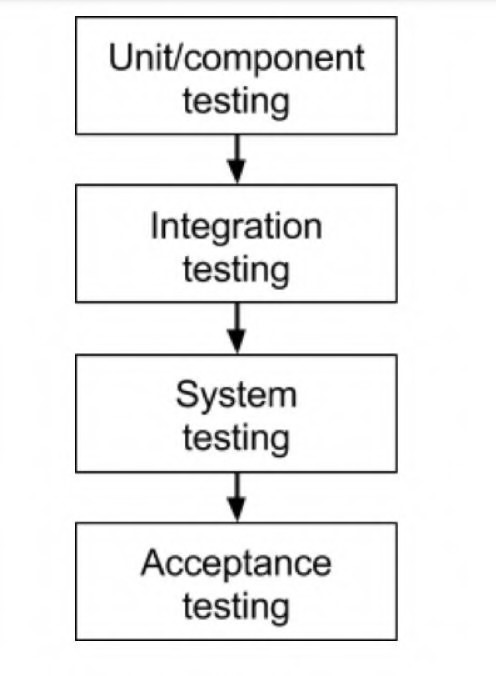 Unit/component
testing
Integration
testing
System
testing
Acceptance
testing